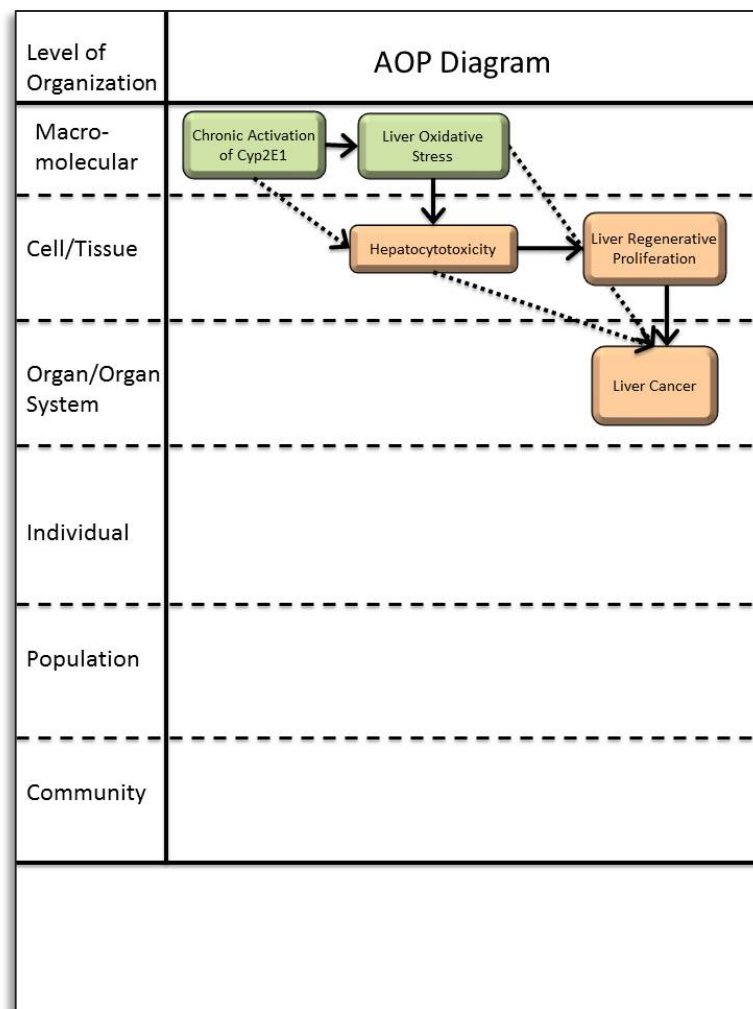 Level of
Organization
AOP Diagram
Macro-
molecular
Chronic Activation
of Cyp2E1
Liver Oxidative
Stress
Cell/Tissue
Hepatocytotoxicity
Liver Regenerative
Proliferation
Organ/Organ
System
Liver Cancer
Individual
Population
Community